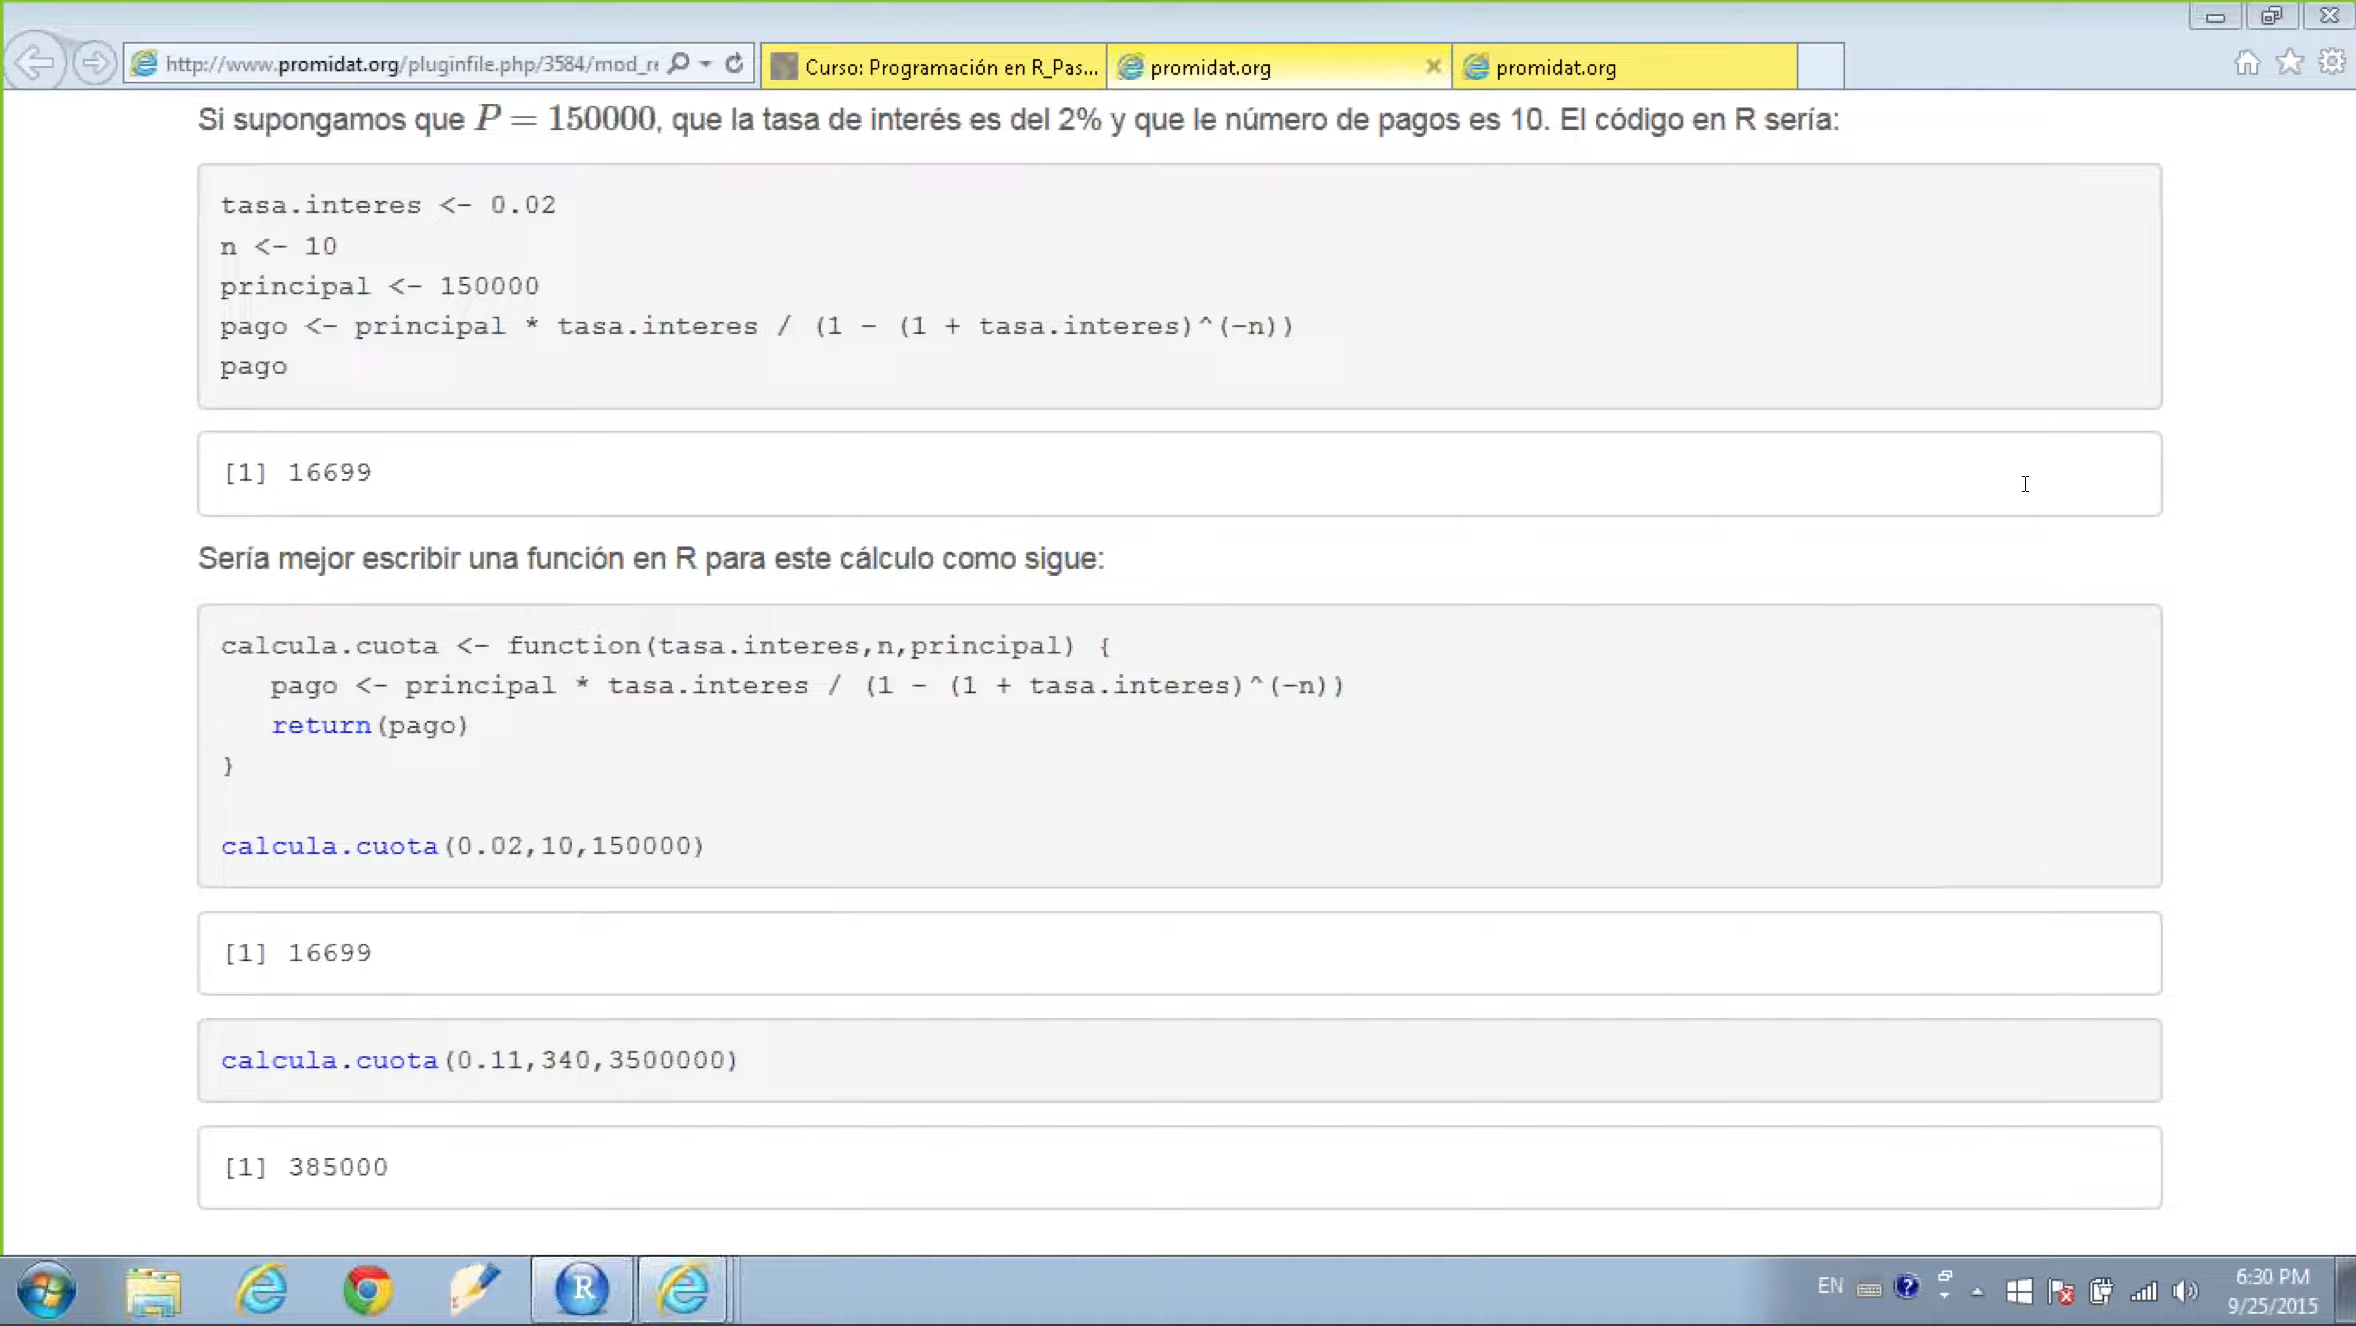 http://www.promidat.org/pluginfile.php/3584/mod_re
Curso: Programación en R_Pas...
promidat.org
promidat.org
Si supongamos que P = 150000, que la tasa de interés es del 2% y que le número de pagos es 10. El código en R sería:
tasa.interes <- 0.02
n <- 10
principal <- 150000
pago <- principal * tasa.interes / (1 - (1 + tasa.interes)^(-n))
pago
[1] 16699
Sería mejor escribir una función en R para este cálculo como sigue:
calcula.cuota <- function(tasa.interes,n,principal) {
pago <- principal * tasa.interes / (1 - (1 + tasa.interes)^(-n))
return(pago)
}
calcula.cuota(0.02,10,150000)
[1] 16699
calcula.cuota(0.11,340,3500000)
[1] 385000
R
EN
6:30 PM
9/25/2015